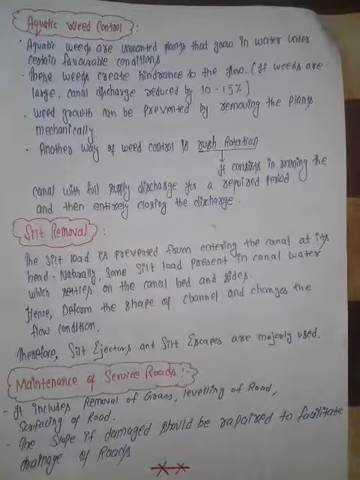 Aquatic Weed Control :
• Aquatic weeds are unwanted plants that grow in water under
certain favourable conditions
• These weeds create hindrance to the flow. (If weeds are
large, canal discharge reduced by 10-15%]
• Weed growth can be prevented by removing the plants
mechanically
• Another way of weed control is rush Rotation
It consists in running the
canal with full supply discharge for a repaired period
and then entirely closing the discharge.
Silt Removal :
The silt load is prevented from entering the canal at its
head. Naturally, Some Silt load present in canal water
which settles on the canal bed and sides.
Hence, Deform the shape of channel and changes the
flow condition.
Therefore, Silt Ejectors and Silt Escapes are majorly used.
Maintenance of Service Roads :
- It includes Removal of Grass, levelling of Road,
Surfacing of Road.
- The Slope if damaged should be rapaired to facilitate
drainage of Roads